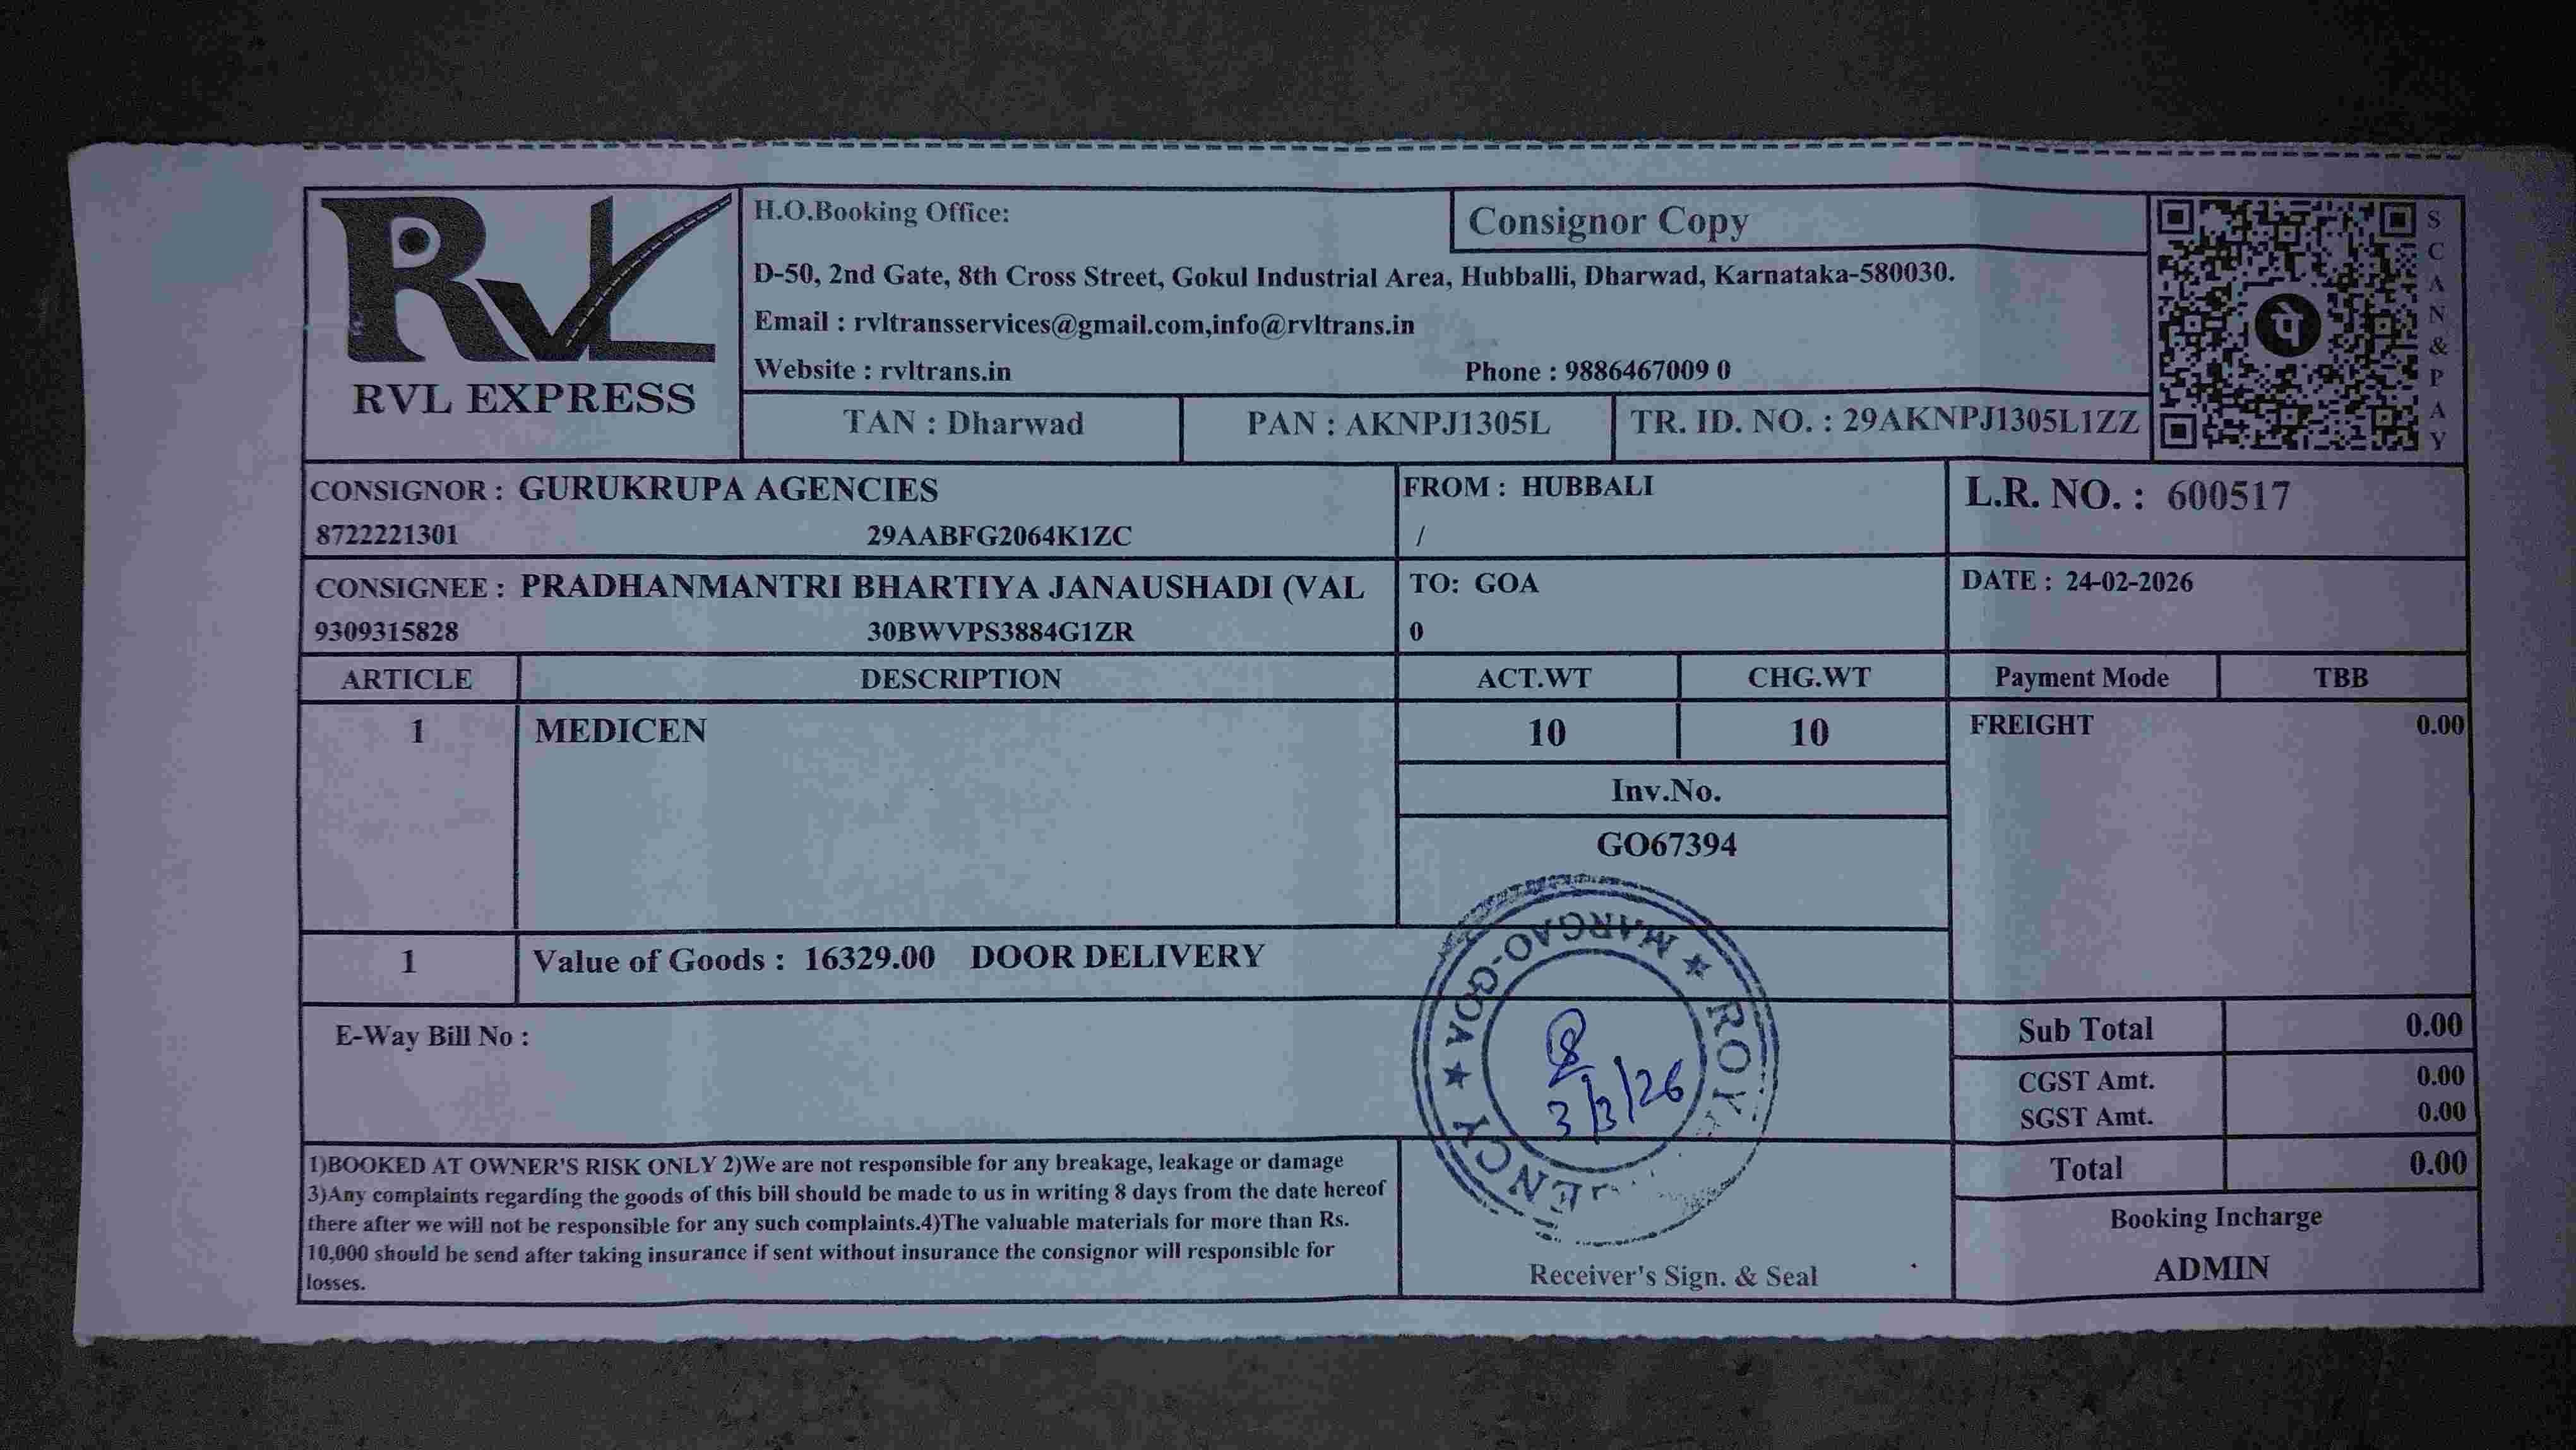 RVL
RVL EXPRESS
H.O.Booking Office:
Consignor Copy
D-50, 2nd Gate, 8th Cross Street, Gokul Industrial Area, Hubballi, Dharwad, Karnataka-580030.
Email : rvltransservices@gmail.com,info@rvltrans.in
Website : rvltrans.in Phone : 9886467009 0
TAN : Dharwad PAN : AKNPJ1305L TR. ID. NO. : 29AKNPJ1305L1ZZ
पे
SCAN&PAY
CONSIGNOR : GURUKRUPA AGENCIES FROM : HUBBALI L.R. NO. : 600517
8722221301 29AABFG2064K1ZC /
CONSIGNEE : PRADHANMANTRI BHARTIYA JANAUSHADI (VAL TO: GOA DATE : 24-02-2026
9309315828 30BWVPS3884G1ZR 0
ARTICLE DESCRIPTION ACT.WT CHG.WT Payment Mode TBB
1 MEDICEN 10 10 FREIGHT 0.00
Inv.No.
GO67394
1 Value of Goods : 16329.00 DOOR DELIVERY
E-Way Bill No :
MARGAO-GOA
3/3/26
Sub Total 0.00
CGST Amt. 0.00
SGST Amt. 0.00
Total 0.00
1)BOOKED AT OWNER'S RISK ONLY 2)We are not responsible for any breakage, leakage or damage
3)Any complaints regarding the goods of this bill should be made to us in writing 8 days from the date hereof
there after we will not be responsible for any such complaints.4)The valuable materials for more than Rs.
10,000 should be send after taking insurance if sent without insurance the consignor will responsible for
losses.
Receiver's Sign. & Seal
Booking Incharge
ADMIN